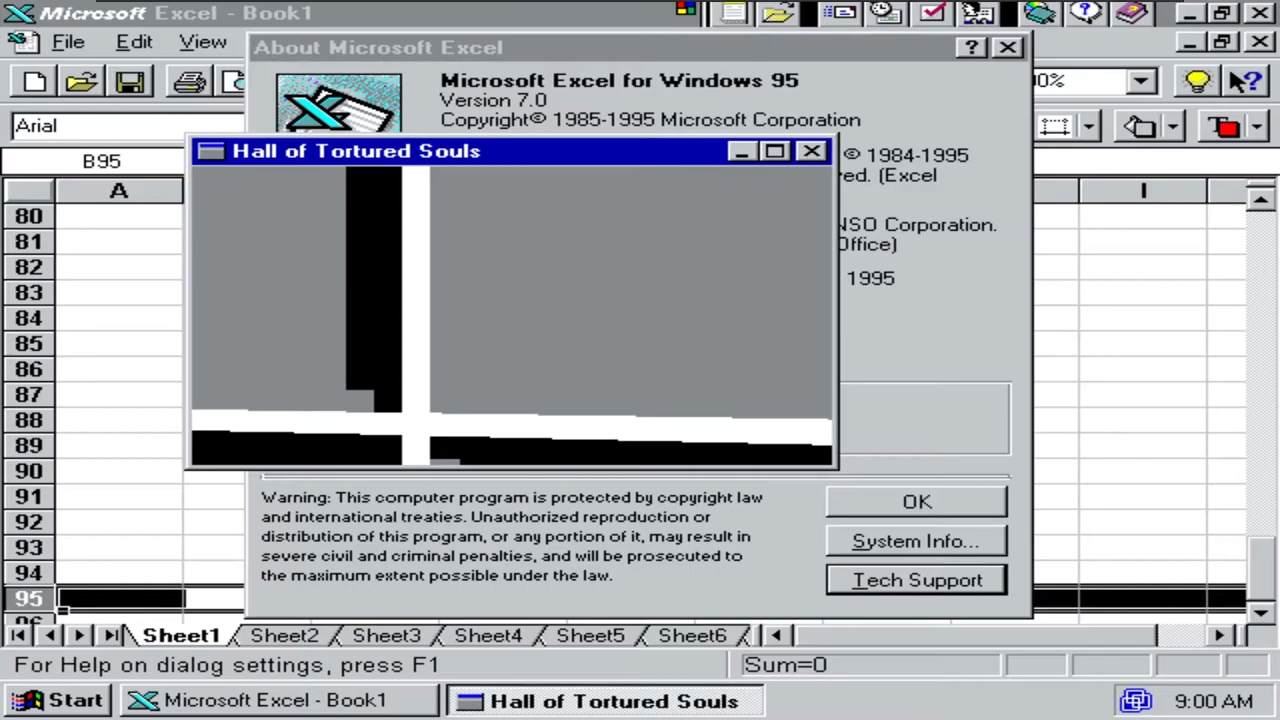 Microsoft Excel - Book1
File Edit View
About Microsoft Excel
Microsoft Excel for Windows 95
Version 7.0
Copyright© 1985-1995 Microsoft Corporation
0%
Arial
Hall of Tortured Souls
© 1984-1995
ved. (Excel
B95
A
I
NSO Corporation.
Office)
1995
80
81
82
83
84
85
86
87
88
89
90
91
92
93
94
95
96
Warning: This computer program is protected by copyright law
and international treaties. Unauthorized reproduction or
distribution of this program, or any portion of it, may result in
severe civil and criminal penalties, and will be prosecuted to
the maximum extent possible under the law.
OK
System Info...
Tech Support
Sheet1 Sheet2 Sheet3 Sheet4 Sheet5 Sheet6
For Help on dialog settings, press F1
Sum=0
Start Microsoft Excel - Book1 Hall of Tortured Souls 9:00 AM